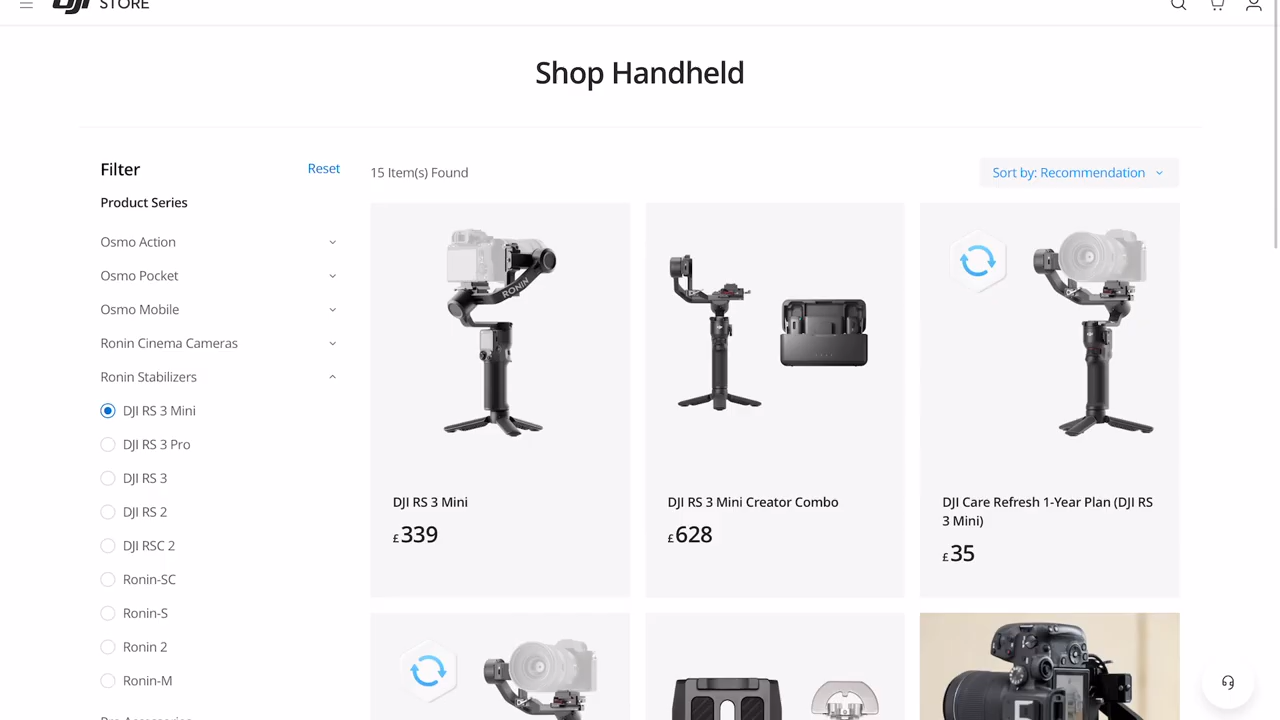 DJI STORE
Shop Handheld
Filter
Reset
15 Item(s) Found
Sort by: Recommendation
Product Series
Osmo Action
Osmo Pocket
Osmo Mobile
Ronin Cinema Cameras
Ronin Stabilizers
DJI RS 3 Mini
DJI RS 3 Pro
DJI RS 3
DJI RS 2
DJI RSC 2
Ronin-SC
Ronin-S
Ronin 2
Ronin-M
RONIN
DJI RS 3 Mini
£339
DJI RS 3 Mini Creator Combo
£628
DJI Care Refresh 1-Year Plan (DJI RS
3 Mini)
£35